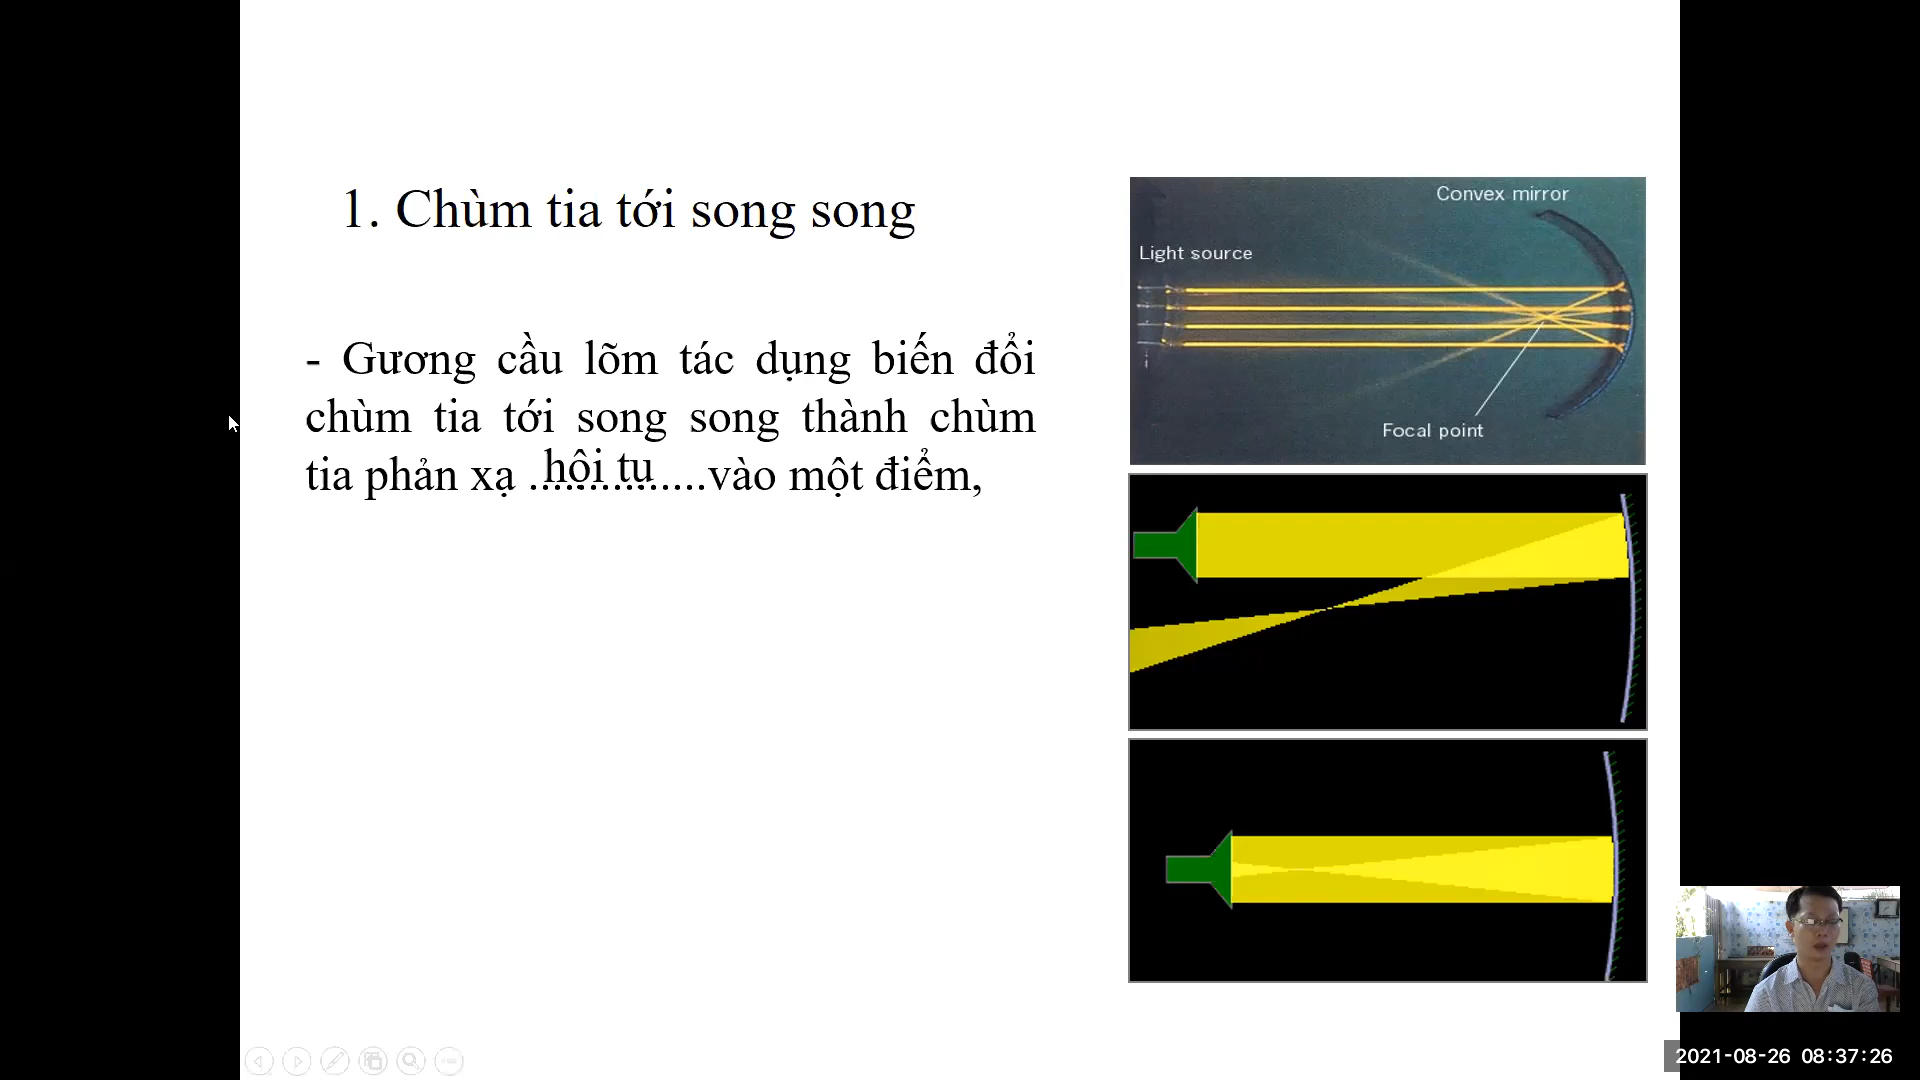 1. Chùm tia tới song song
- Gương cầu lõm tác dụng biến đổi
chùm tia tới song song thành chùm
tia phản xạ ...hội tụ...........vào một điểm,
Convex mirror
Light source
Focal point
2021-08-26 08:37:26